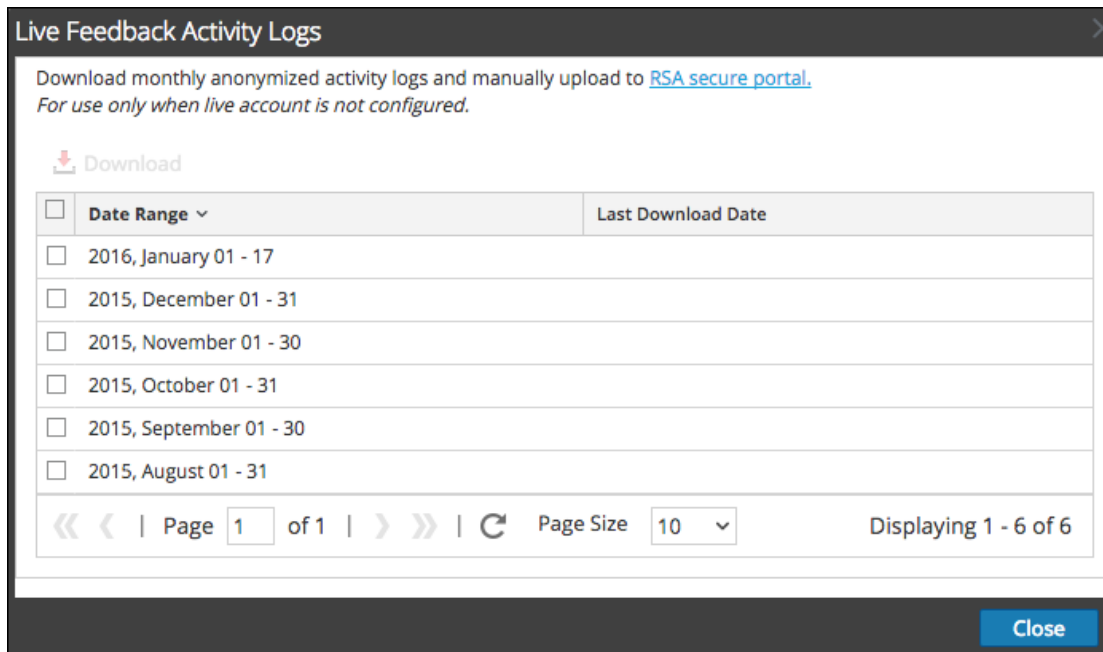 Live Feedback Activity Logs
Download monthly anonymized activity logs and manually upload to RSA secure portal.
For use only when live account is not configured.
Download
Date Range Last Download Date
2016, January 01 - 17
2015, December 01 - 31
2015, November 01 - 30
2015, October 01 - 31
2015, September 01 - 30
2015, August 01 - 31
| Page 1 of 1 | | Page Size 10 Displaying 1 - 6 of 6
Close